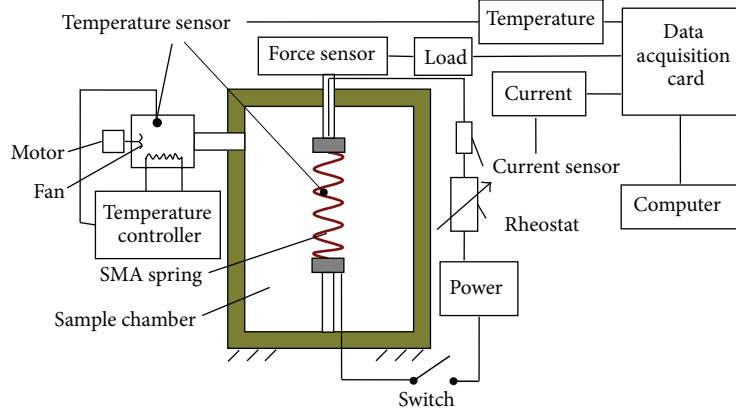 Temperature sensor
Temperature
Force sensor
Load
Data
acquisition
card
Current
Motor
Fan
Current sensor
Temperature
controller
Rheostat
Computer
SMA spring
Power
Sample chamber
Switch